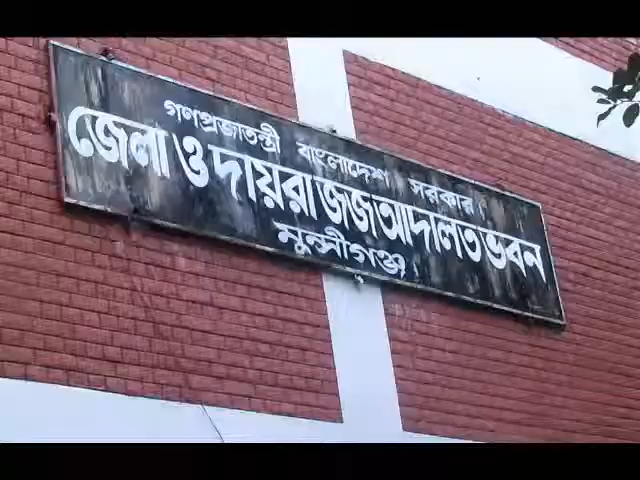 গণপ্রজাতন্ত্রী বাংলাদেশ সরকার
জেলা ও দায়রা জজ আদালত ভবন
মুন্সীগঞ্জ